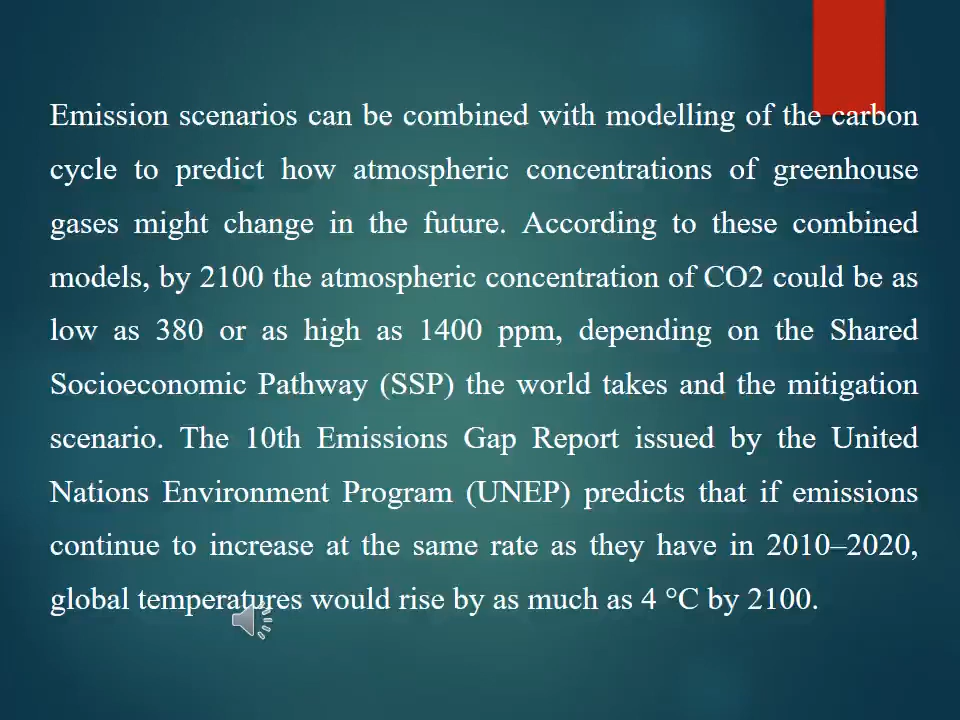 Emission scenarios can be combined with modelling of the carbon
cycle to predict how atmospheric concentrations of greenhouse
gases might change in the future. According to these combined
models, by 2100 the atmospheric concentration of CO2 could be as
low as 380 or as high as 1400 ppm, depending on the Shared
Socioeconomic Pathway (SSP) the world takes and the mitigation
scenario. The 10th Emissions Gap Report issued by the United
Nations Environment Program (UNEP) predicts that if emissions
continue to increase at the same rate as they have in 2010–2020,
global temperatures would rise by as much as 4 °C by 2100.